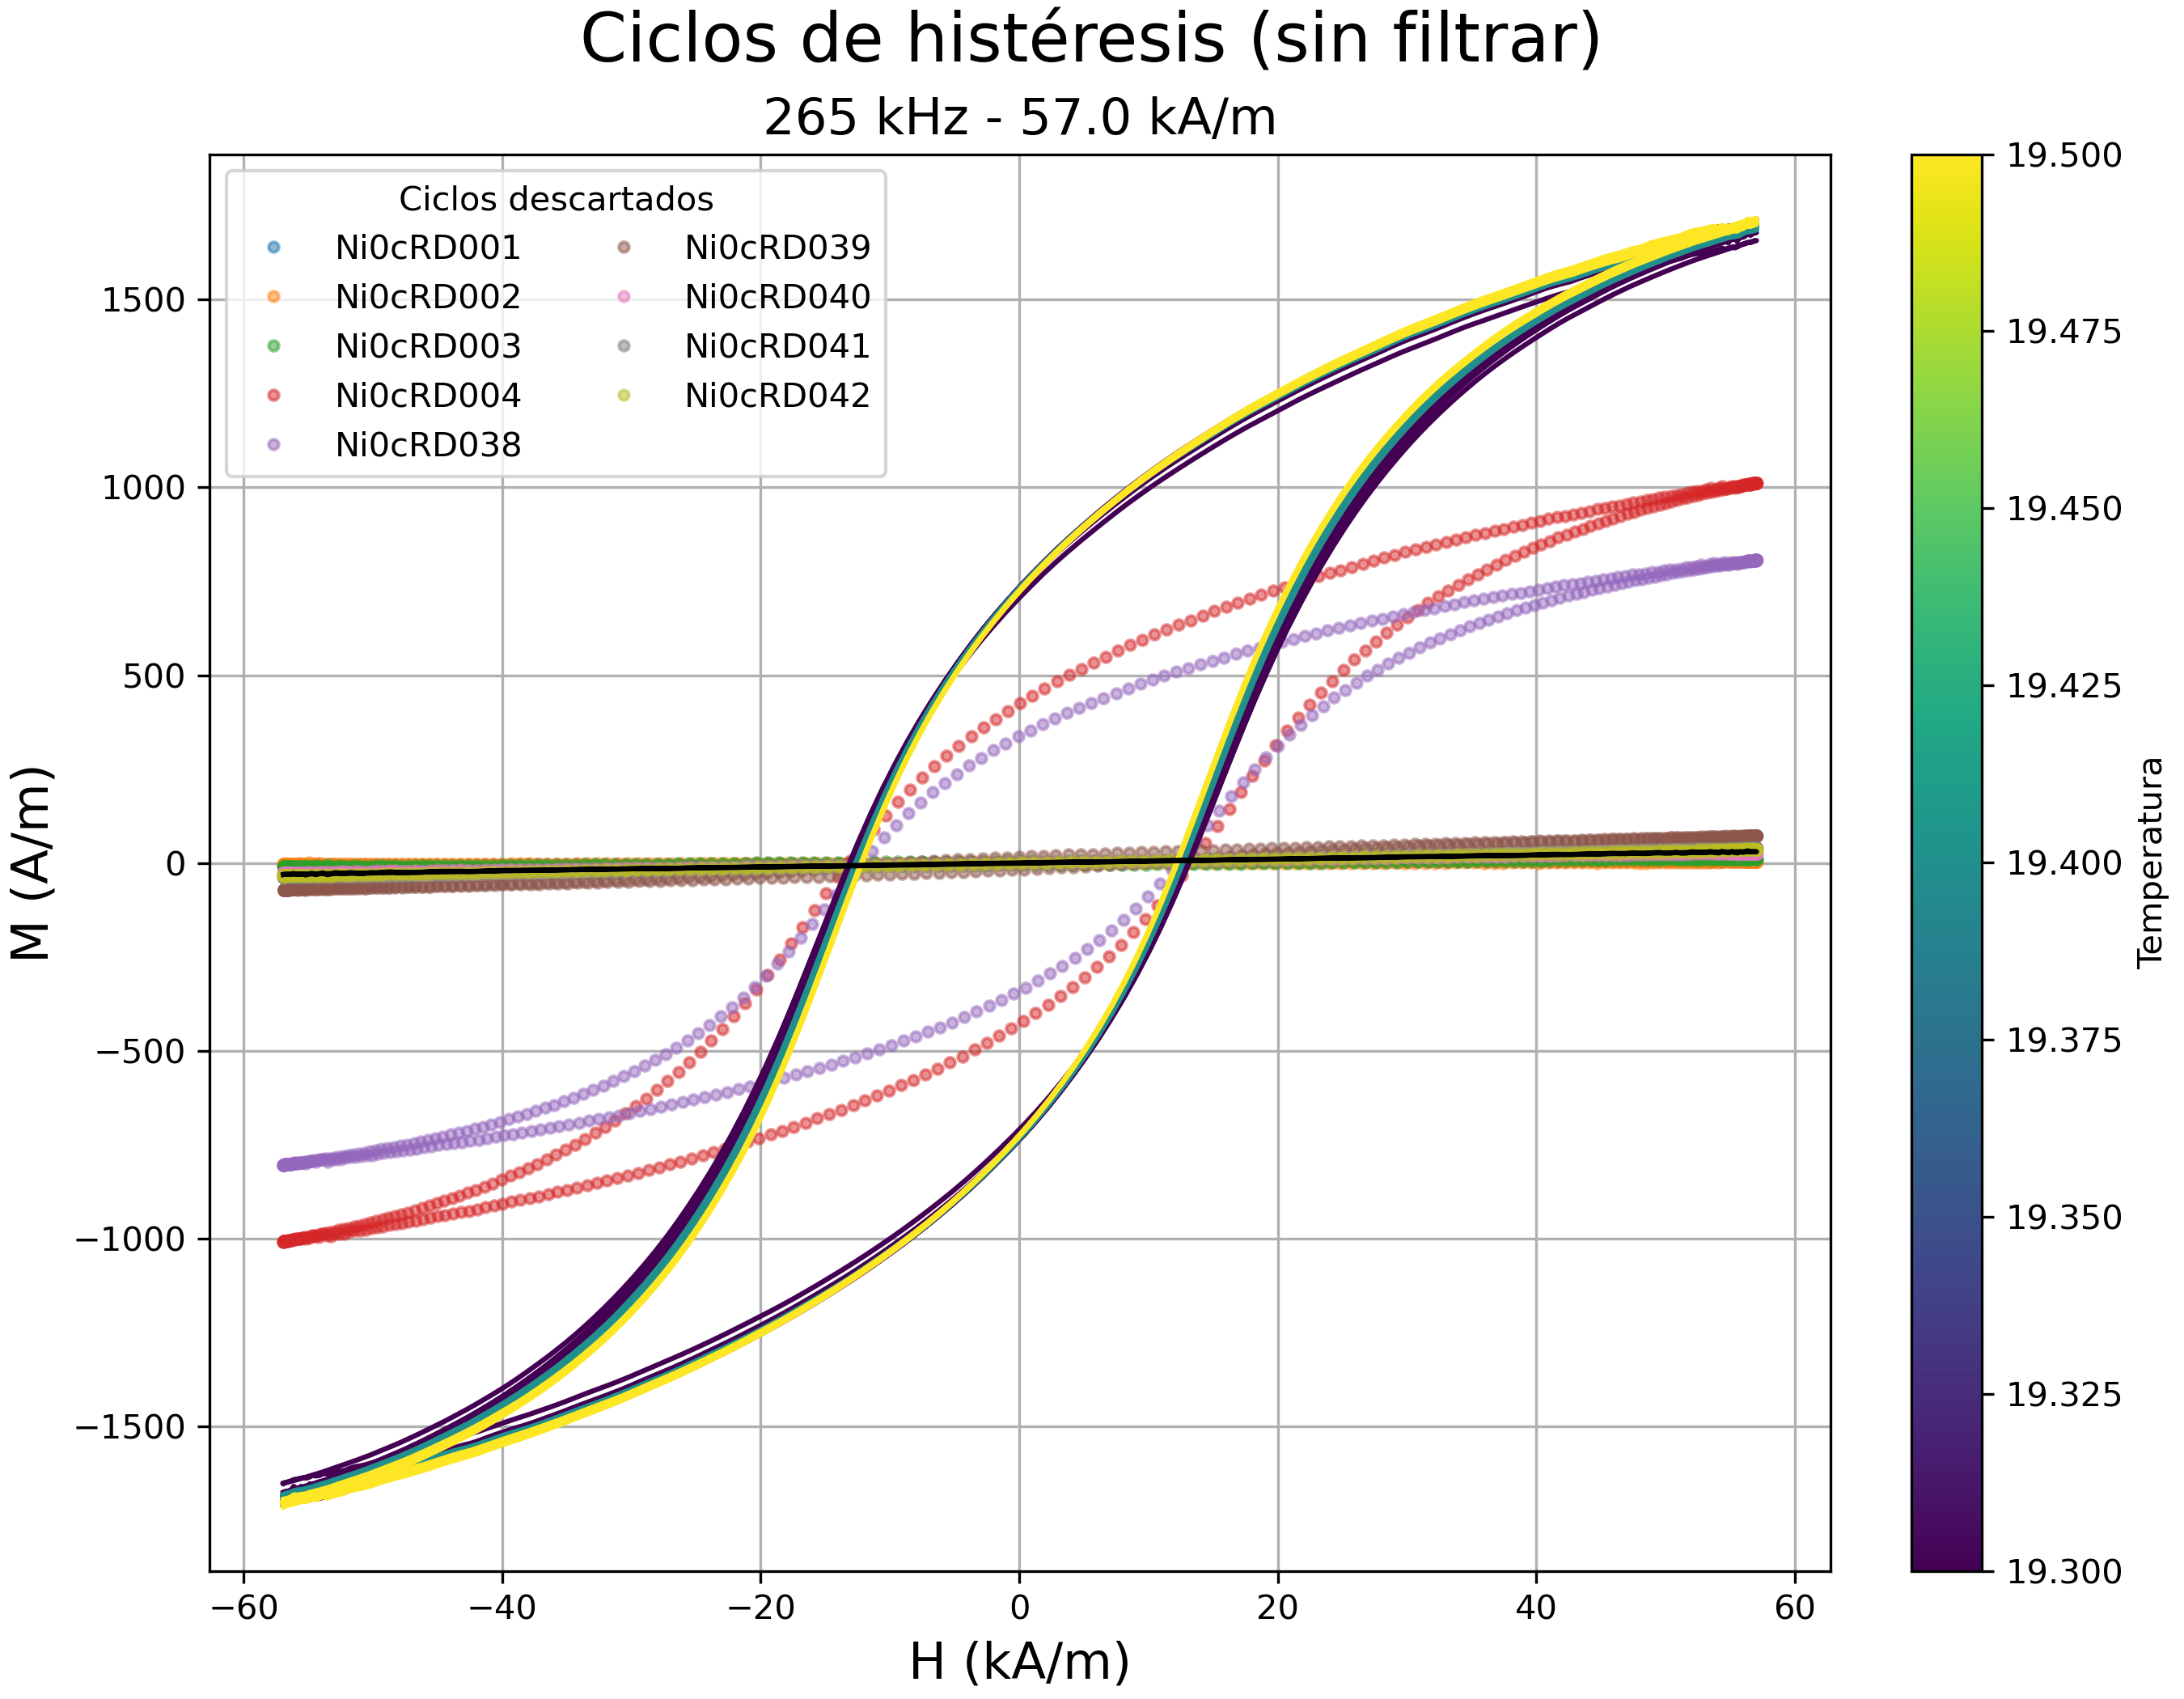 Ciclos de histéresis (sin filtrar)
265 kHz - 57.0 kA/m
Ciclos descartados
Ni0cRD001
Ni0cRD002
Ni0cRD003
Ni0cRD004
Ni0cRD038
Ni0cRD039
Ni0cRD040
Ni0cRD041
Ni0cRD042
M (A/m)
1500
1000
500
0
−500
−1000
−1500
−60
−40
−20
0
20
40
60
H (kA/m)
19.500
19.475
19.450
19.425
19.400
19.375
19.350
19.325
19.300
Temperatura